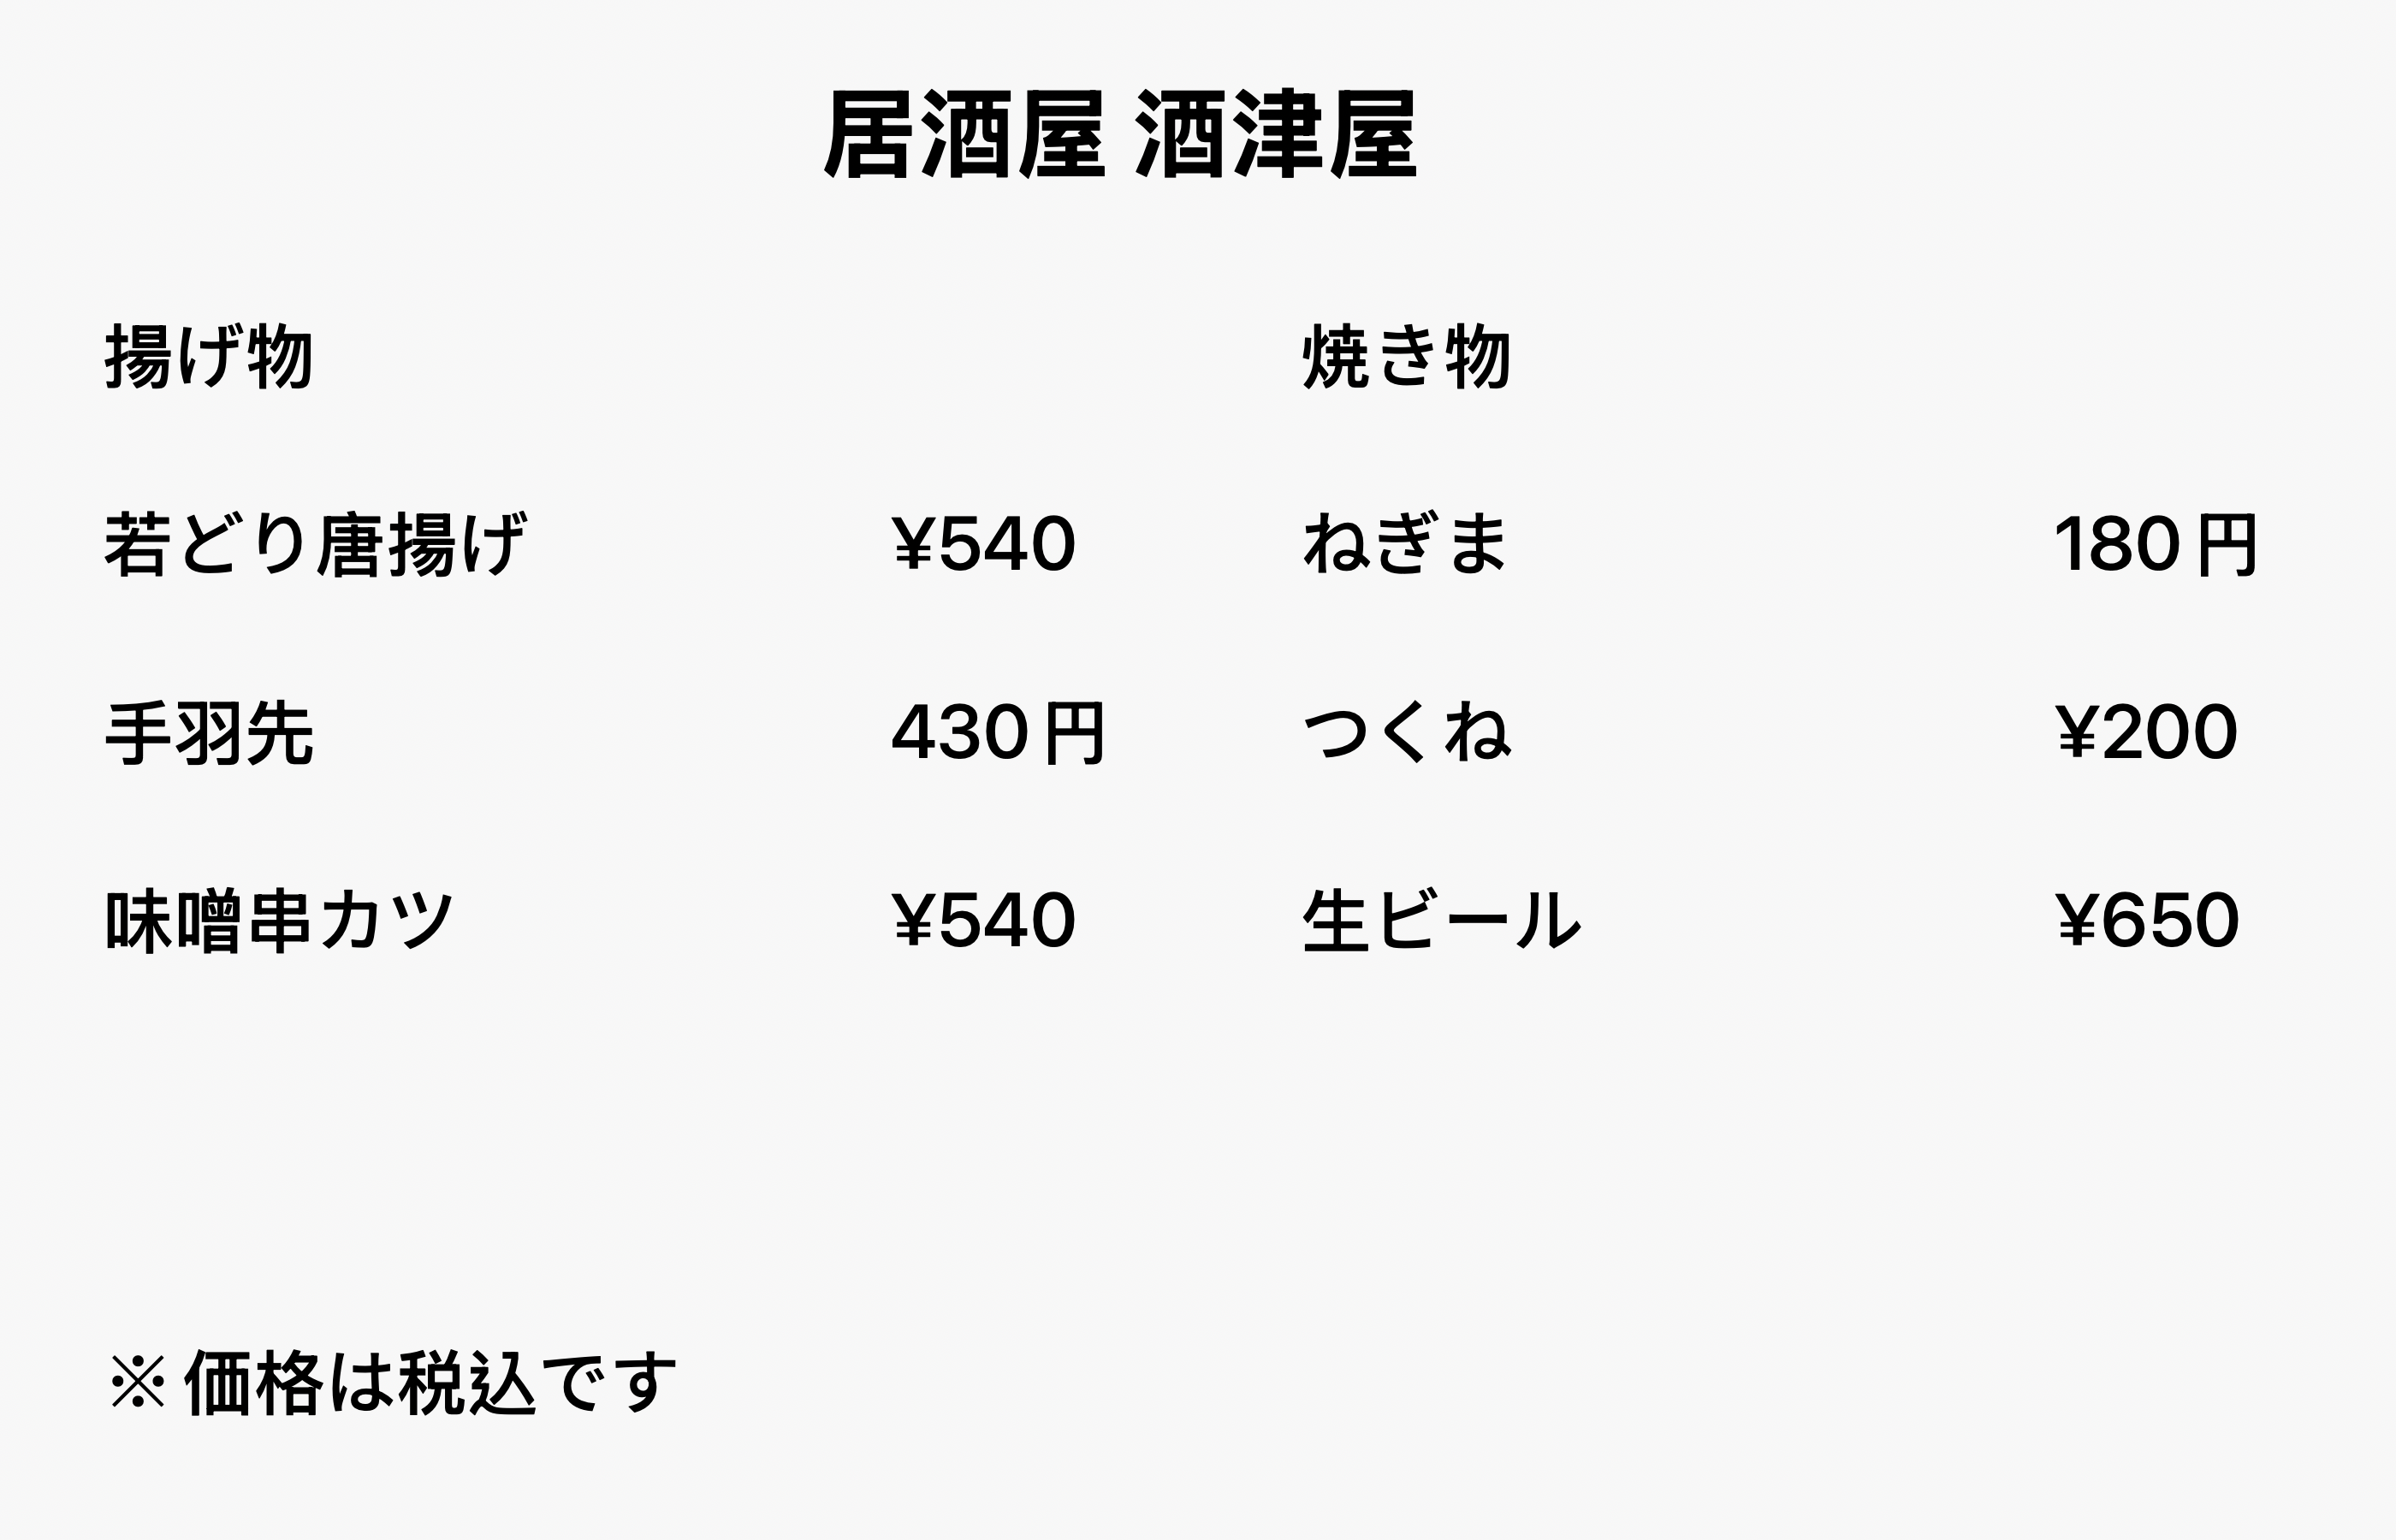 居酒屋 酒津屋
揚げ物
若どり唐揚げ ¥540
手羽先 430円
味噌串カツ ¥540
焼き物
ねぎま 180円
つくね ¥200
生ビール ¥650
※価格は税込です